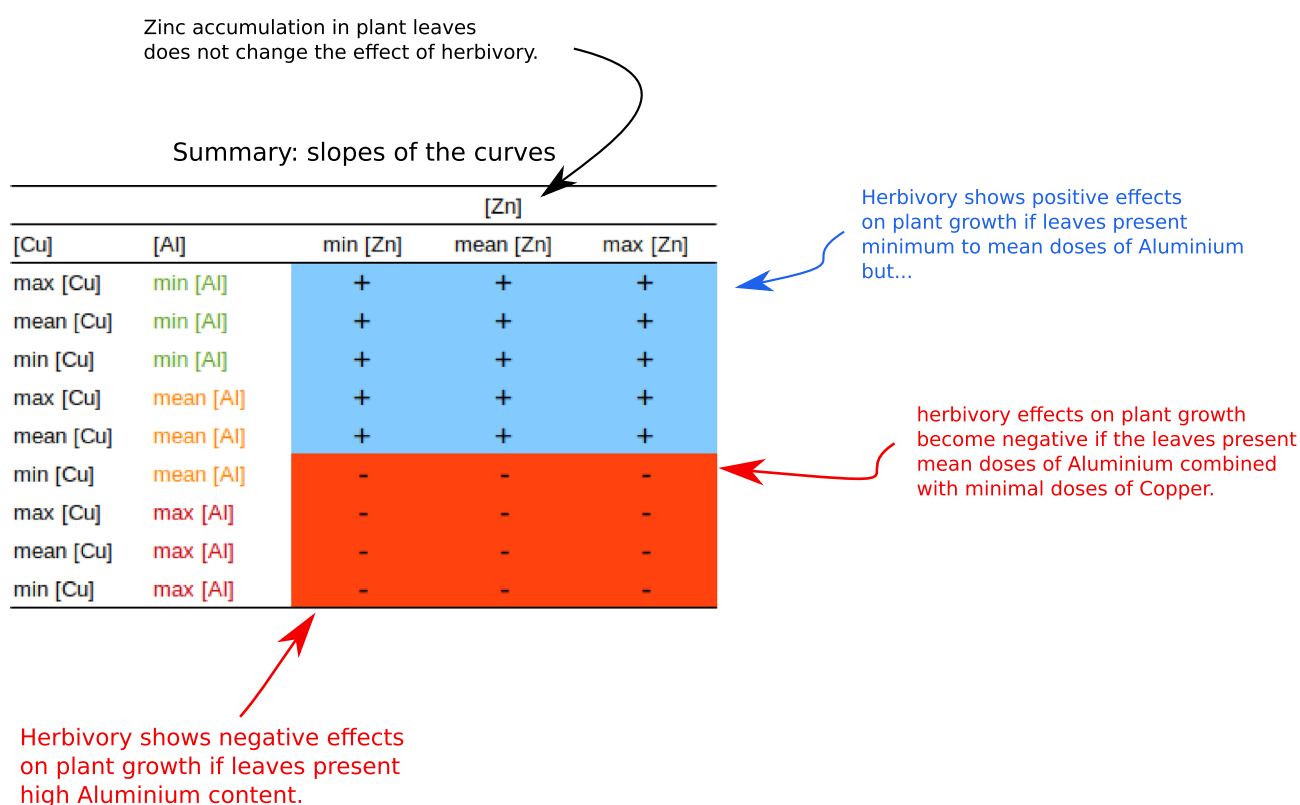 Zinc accumulation in plant leaves
does not change the effect of herbivory.
Summary: slopes of the curves
[Zn]
[Cu] [Al] min [Zn] mean [Zn] max [Zn]
max [Cu] min [Al] + + +
mean [Cu] min [Al] + + +
min [Cu] min [Al] + + +
max [Cu] mean [Al] + + +
mean [Cu] mean [Al] + + +
min [Cu] mean [Al] - - -
max [Cu] max [Al] - - -
mean [Cu] max [Al] - - -
min [Cu] max [Al] - - -
Herbivory shows positive effects
on plant growth if leaves present
minimum to mean doses of Aluminium
but...
herbivory effects on plant growth
become negative if the leaves present
mean doses of Aluminium combined
with minimal doses of Copper.
Herbivory shows negative effects
on plant growth if leaves present
high Aluminium content.